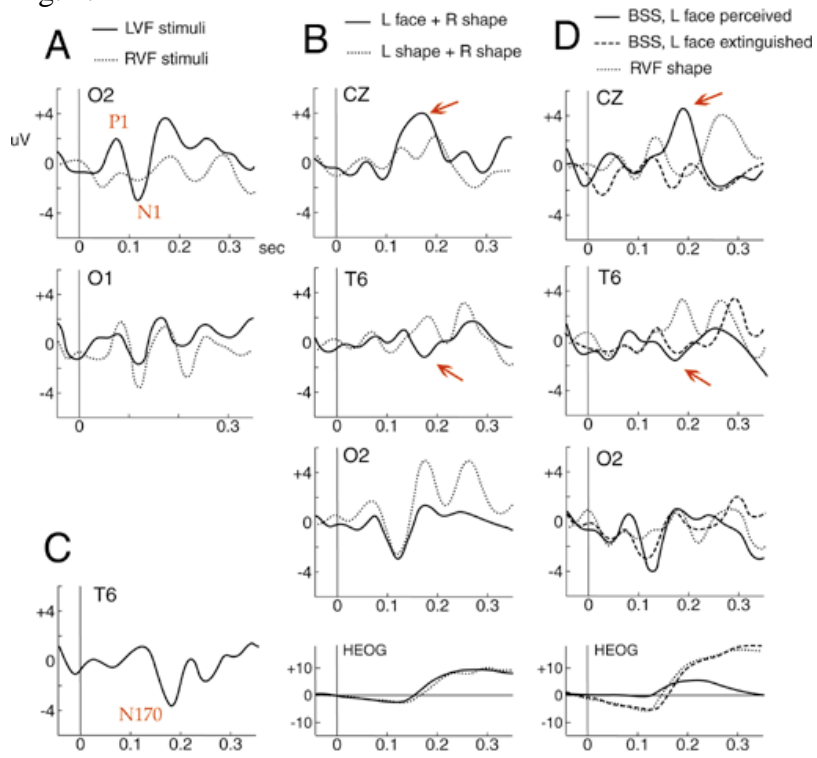 A
LVF stimuli
RVF stimuli
B
L face + R shape
L shape + R shape
D
BSS, L face perceived
BSS, L face extinguished
RVF shape
O2
P1
N1
uV
+4
0
-4
0
0.1
0.2
0.3
sec
CZ
+4
0
-4
0
0.1
0.2
0.3
CZ
+4
0
-4
0
0.1
0.2
0.3
O1
+4
0
-4
0
0.3
T6
+4
0
-4
0
0.1
0.2
0.3
T6
+4
0
-4
0
0.1
0.2
0.3
O2
+4
0
-4
0
0.1
0.2
0.3
O2
+4
0
-4
0
0.1
0.2
0.3
C
T6
N170
+4
0
-4
0
0.1
0.2
0.3
HEOG
+10
0
-10
0
0.1
0.2
0.3
HEOG
+10
0
-10
0
0.1
0.2
0.3